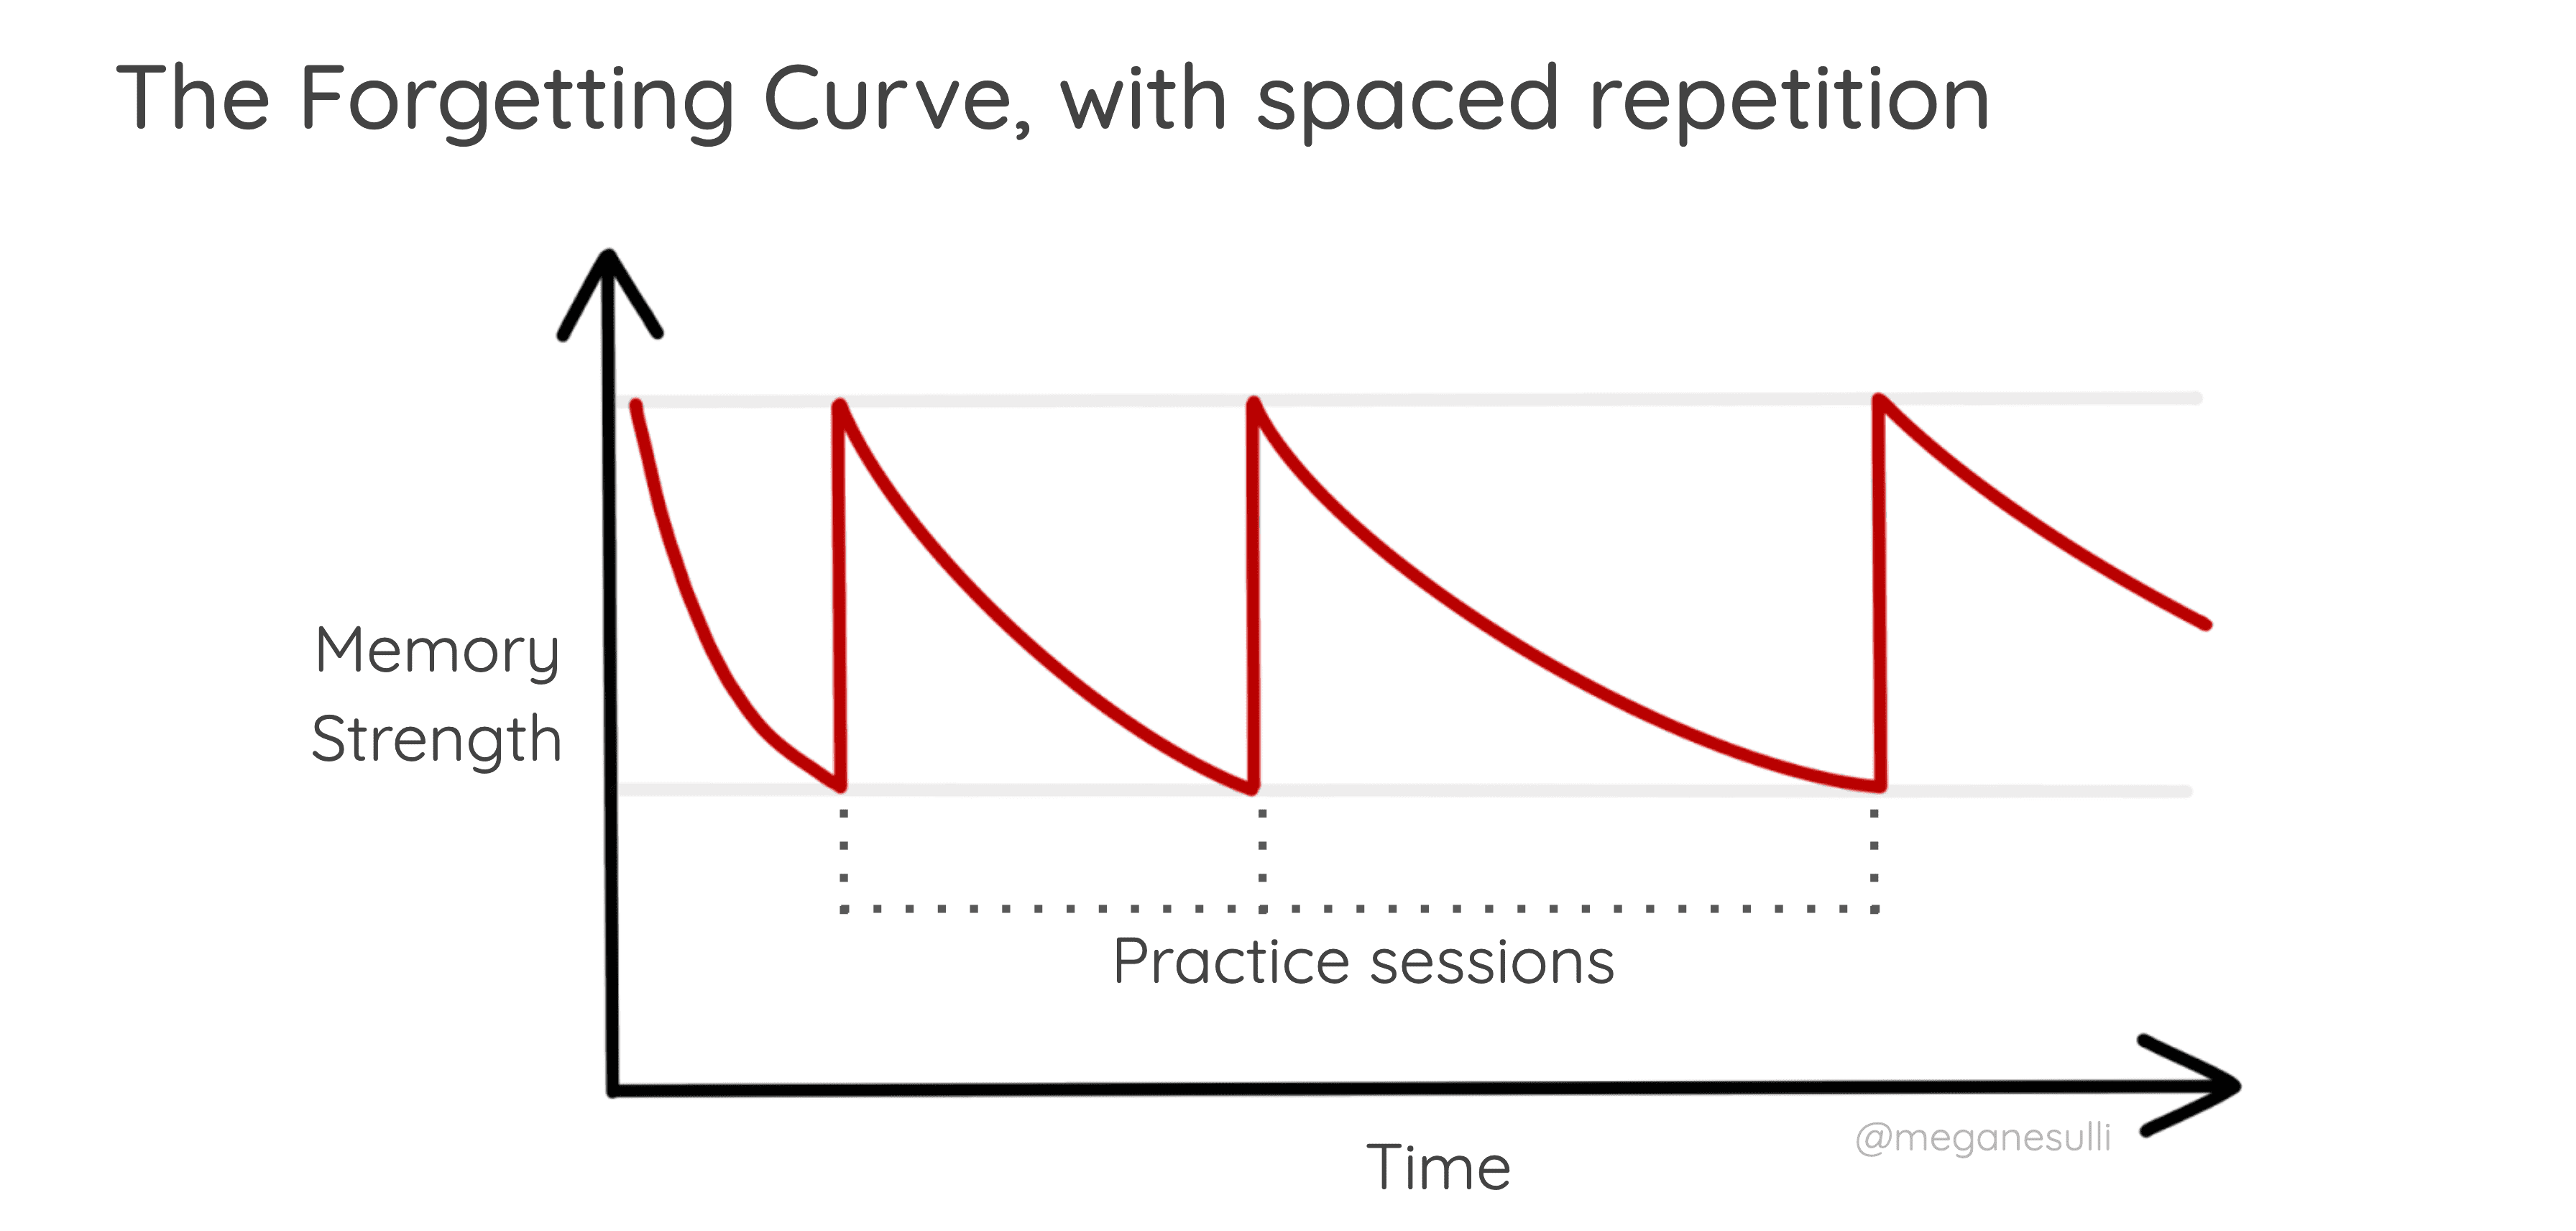 The Forgetting Curve, with spaced repetition
Memory
Strength
Practice sessions
Time
@meganesulli